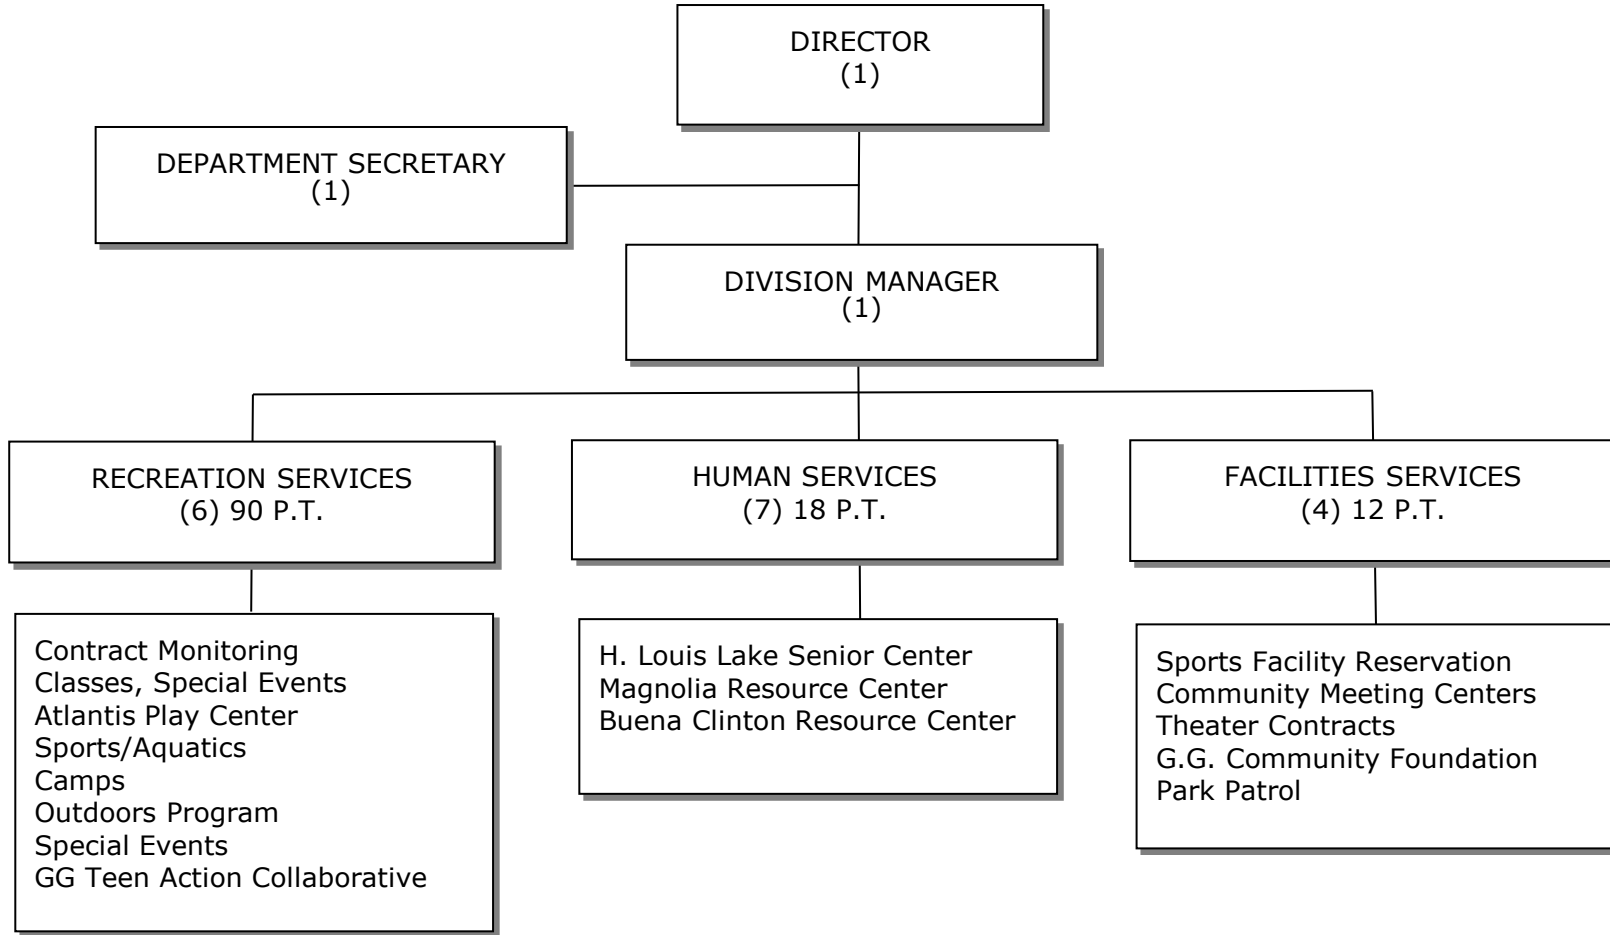 DIRECTOR
(1)
DEPARTMENT SECRETARY
(1)
DIVISION MANAGER
(1)
RECREATION SERVICES
(6) 90 P.T.
HUMAN SERVICES
(7) 18 P.T.
FACILITIES SERVICES
(4) 12 P.T.
Contract Monitoring
Classes, Special Events
Atlantis Play Center
Sports/Aquatics
Camps
Outdoors Program
Special Events
GG Teen Action Collaborative
H. Louis Lake Senior Center
Magnolia Resource Center
Buena Clinton Resource Center
Sports Facility Reservation
Community Meeting Centers
Theater Contracts
G.G. Community Foundation
Park Patrol